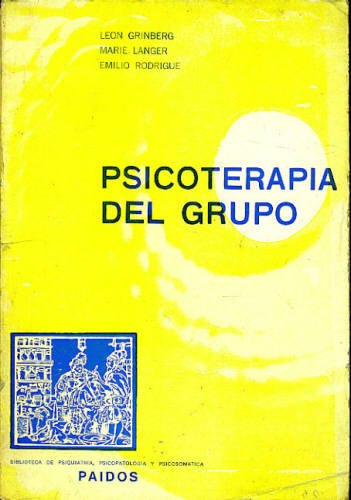 LEON GRINBERG
MARIE LANGER
EMILIO RODRIGUE
PSICOTERAPIA
DEL GRUPO
BIBLIOTECA DE PSIQUIATRIA, PSICOPATOLOGIA Y PSICOSOMATICA
PAIDOS